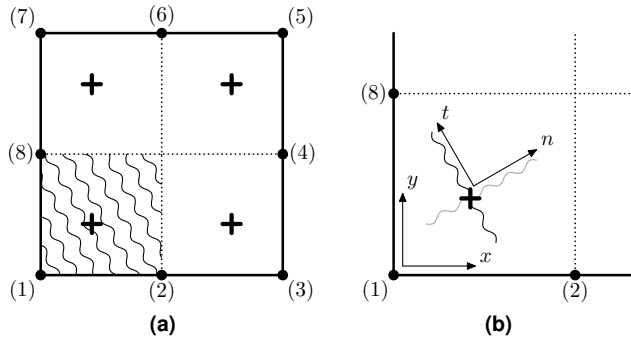 (7) (6) (5)
(8) (4)
(1) (2) (3)
(a)
(8)
t
n
y
x
(1) (2)
(b)